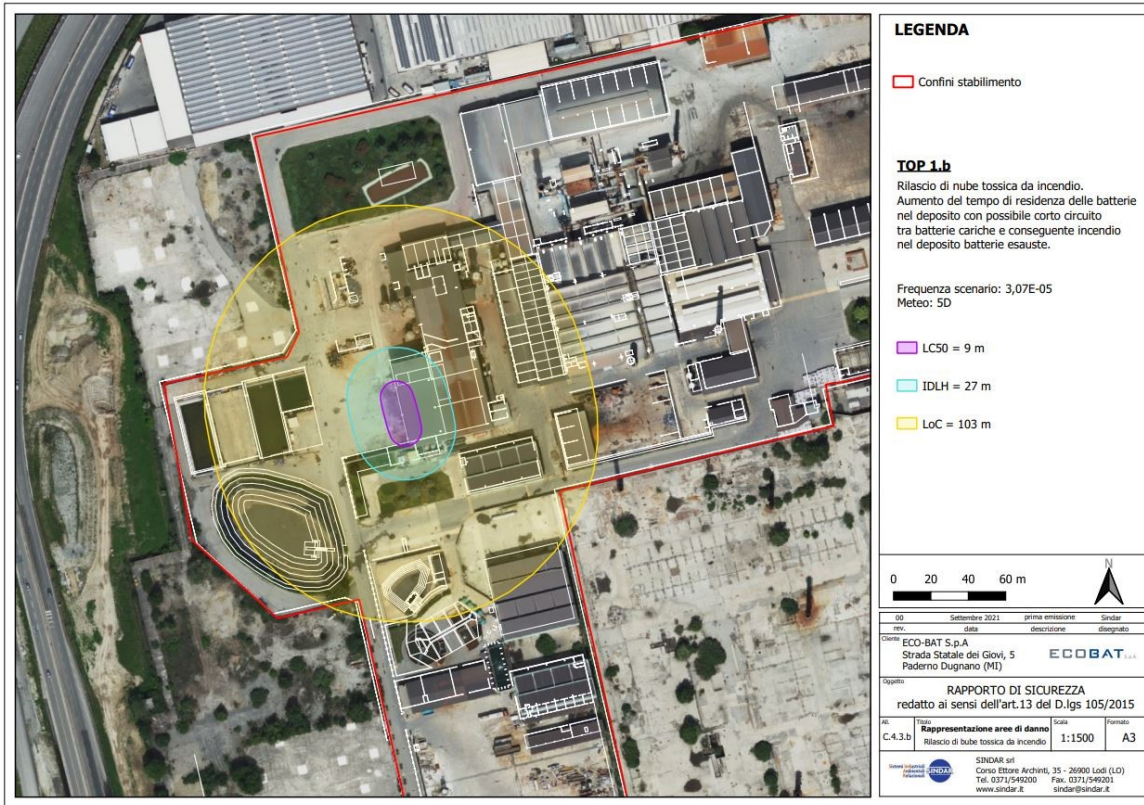 LEGENDA
Confini stabilimento
TOP 1.b
Rilascio di nube tossica da incendio.
Aumento del tempo di residenza delle batterie
nel deposito con possibile corto circuito
tra batterie cariche e conseguente incendio
nel deposito batterie esauste.
Frequenza scenario: 3,07E-05
Meteo: 5D
LC50 = 9 m
IDLH = 27 m
LoC = 103 m
0 20 40 60 m
N
00 Settembre 2021 prima emissione Sindar
rev. data descrizione disegnato
Cliente ECO-BAT S.p.A
Strada Statale dei Giovi, 5
Paderno Dugnano (MI)
ECOBAT S.p.A.
Oggetto
RAPPORTO DI SICUREZZA
redatto ai sensi dell'art.13 del D.lgs 105/2015
All. Titolo Scala Formato
C.4.3.b Rappresentazione aree di danno 1:1500 A3
Rilascio di bube tossica da incendio
Sistemi Industriali
Ambientali
Relazionali
SINDAR
SINDAR srl
Corso Ettore Archinti, 35 - 26900 Lodi (LO)
Tel. 0371/549200 Fax. 0371/549201
www.sindar.it sindar@sindar.it